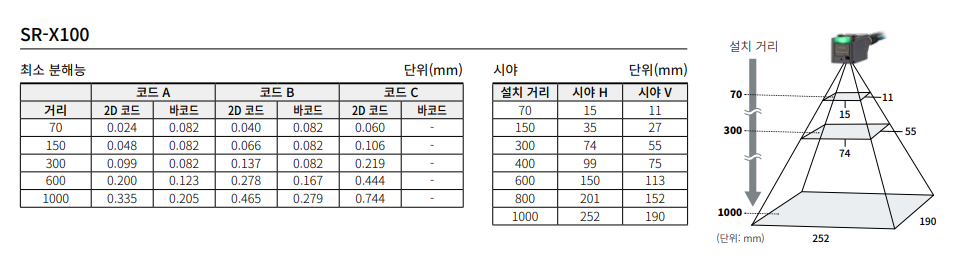 SR-X100
최소 분해능 단위(mm)
코드 A 코드 B 코드 C
거리 2D 코드 바코드 2D 코드 바코드 2D 코드 바코드
70 0.024 0.082 0.040 0.082 0.060 -
150 0.048 0.082 0.066 0.082 0.106 -
300 0.099 0.082 0.137 0.082 0.219 -
600 0.200 0.123 0.278 0.167 0.444 -
1000 0.335 0.205 0.465 0.279 0.744 -
시야 단위(mm)
설치 거리 시야 H 시야 V
70 15 11
150 35 27
300 74 55
400 99 75
600 150 113
800 201 152
1000 252 190
설치 거리
70
11
15
300
55
74
1000
190
(단위: mm)
252